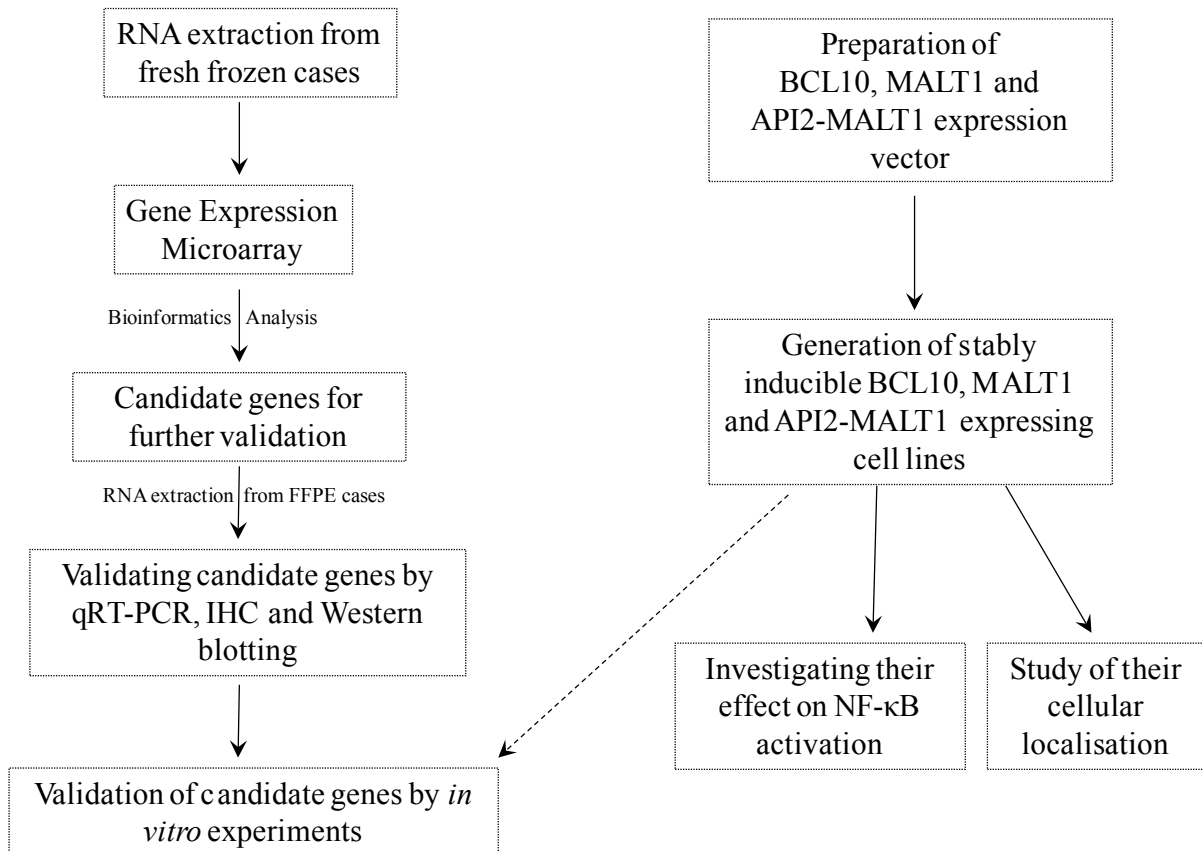 RNA extraction from
fresh frozen cases
Gene Expression
Microarray
Bioinformatics Analysis
Candidate genes for
further validation
RNA extraction from FFPE cases
Validating candidate genes by
qRT-PCR, IHC and Western
blotting
Validation of candidate genes by in
vitro experiments
Preparation of
BCL10, MALT1 and
API2-MALT1 expression
vector
Generation of stably
inducible BCL10, MALT1
and API2-MALT1 expressing
cell lines
Investigating their
effect on NF-κB
activation
Study of their
cellular
localisation